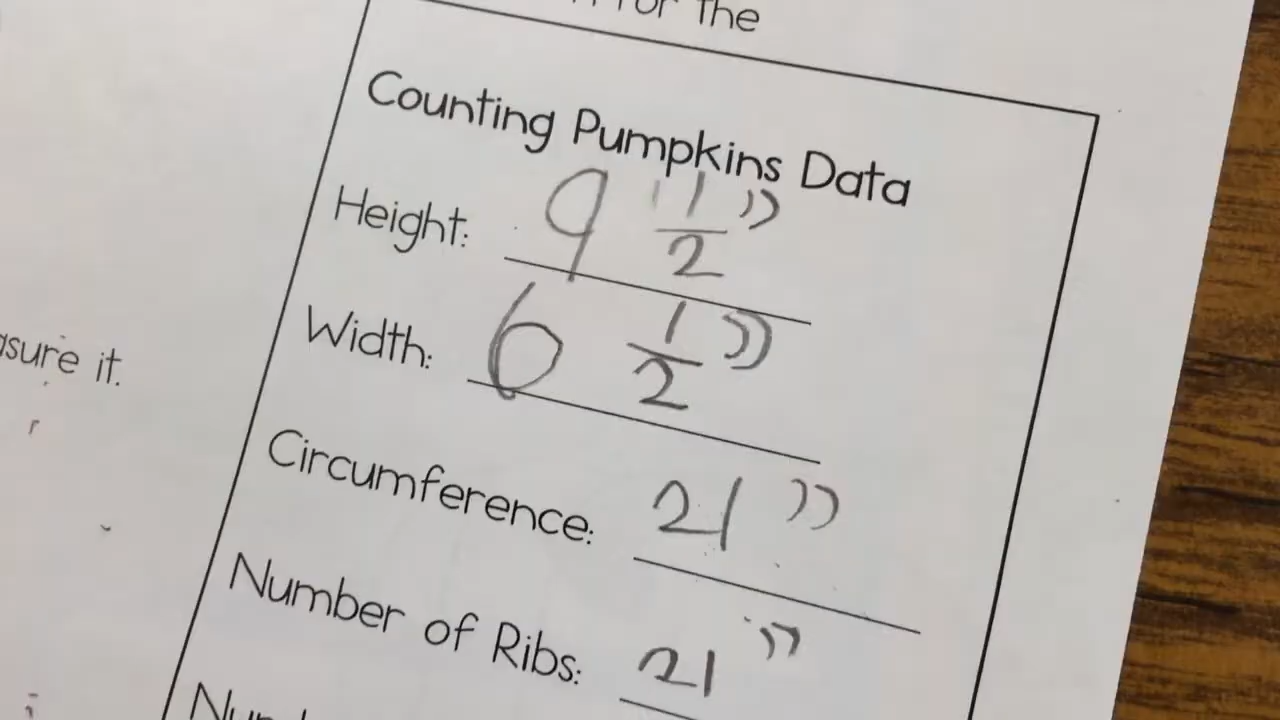 for the
Counting Pumpkins Data
Height: 9 1/2"
Width: 6 1/2"
Circumference: 21"
Number of Ribs: 21"
it.